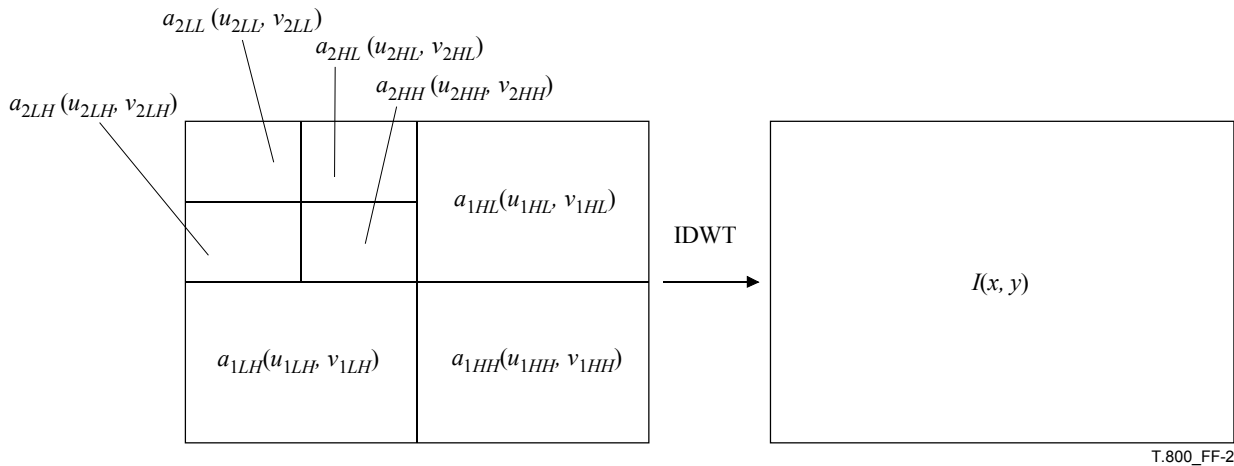 a2LL (u2LL, v2LL)
a2HL (u2HL, v2HL)
a2HH (u2HH, v2HH)
a2LH (u2LH, v2LH)
a1HL(u1HL, v1HL)
IDWT
I(x, y)
a1LH(u1LH, v1LH)
a1HH(u1HH, v1HH)
T.800_FF-2